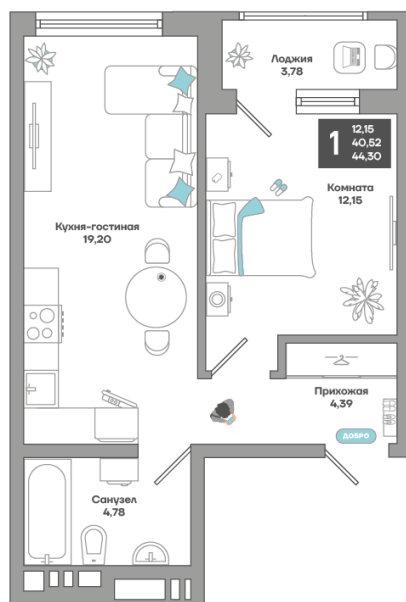 Лоджия
3,78
1
12,15
40,52
44,30
Комната
12,15
Кухня-гостиная
19,20
Прихожая
4,39
ДОБРО
Санузел
4,78